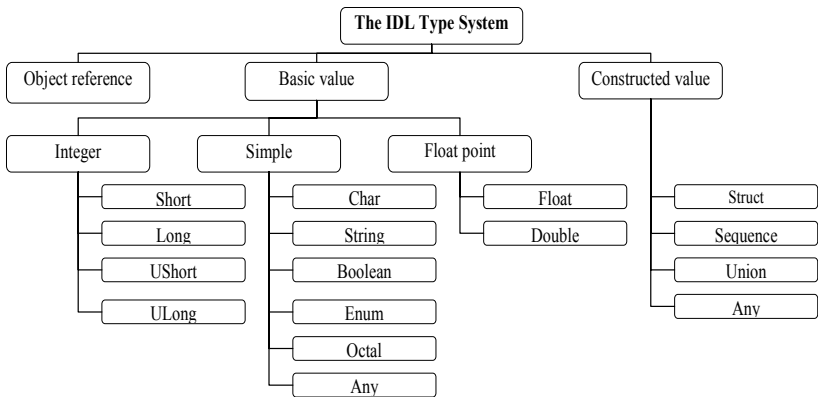 The IDL Type System
Object reference
Basic value
Constructed value
Integer
Simple
Float point
Short
Char
Float
Struct
Long
String
Double
Sequence
UShort
Boolean
Union
ULong
Enum
Any
Octal
Any